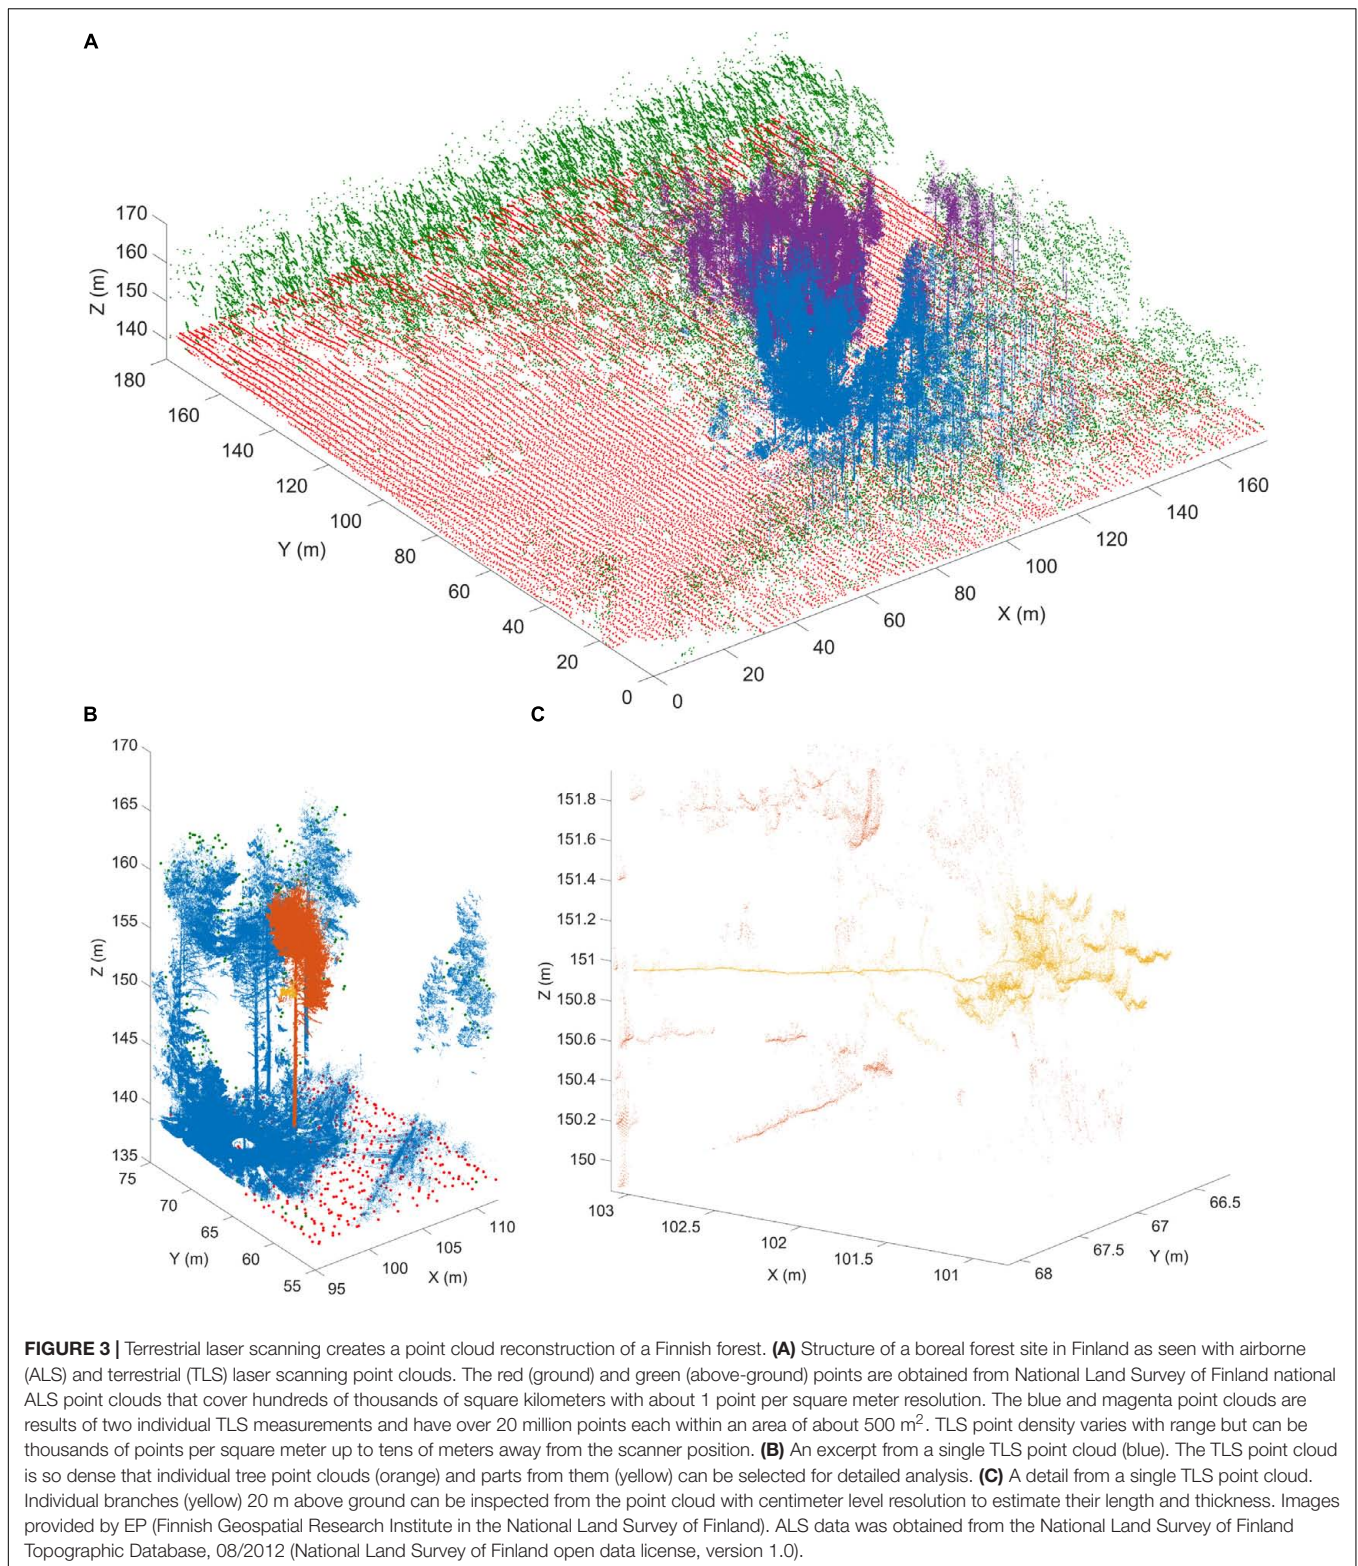 A
170
160
150
140
Z (m)
180
160
140
120
100
80
60
40
20
0
Y (m)
0
20
40
60
80
100
120
140
160
X (m)
B
170
165
160
155
150
145
140
135
Z (m)
75
70
65
60
55
Y (m)
95
100
105
110
X (m)
C
151.8
151.6
151.4
151.2
151
150.8
150.6
150.4
150.2
150
Z (m)
103
102.5
102
101.5
101
X (m)
68
67.5
67
66.5
Y (m)
FIGURE 3 | Terrestrial laser scanning creates a point cloud reconstruction of a Finnish forest. (A) Structure of a boreal forest site in Finland as seen with airborne
(ALS) and terrestrial (TLS) laser scanning point clouds. The red (ground) and green (above-ground) points are obtained from National Land Survey of Finland national
ALS point clouds that cover hundreds of thousands of square kilometers with about 1 point per square meter resolution. The blue and magenta point clouds are
results of two individual TLS measurements and have over 20 million points each within an area of about 500 m². TLS point density varies with range but can be
thousands of points per square meter up to tens of meters away from the scanner position. (B) An excerpt from a single TLS point cloud (blue). The TLS point cloud
is so dense that individual tree point clouds (orange) and parts from them (yellow) can be selected for detailed analysis. (C) A detail from a single TLS point cloud.
Individual branches (yellow) 20 m above ground can be inspected from the point cloud with centimeter level resolution to estimate their length and thickness. Images
provided by EP (Finnish Geospatial Research Institute in the National Land Survey of Finland). ALS data was obtained from the National Land Survey of Finland
Topographic Database, 08/2012 (National Land Survey of Finland open data license, version 1.0).